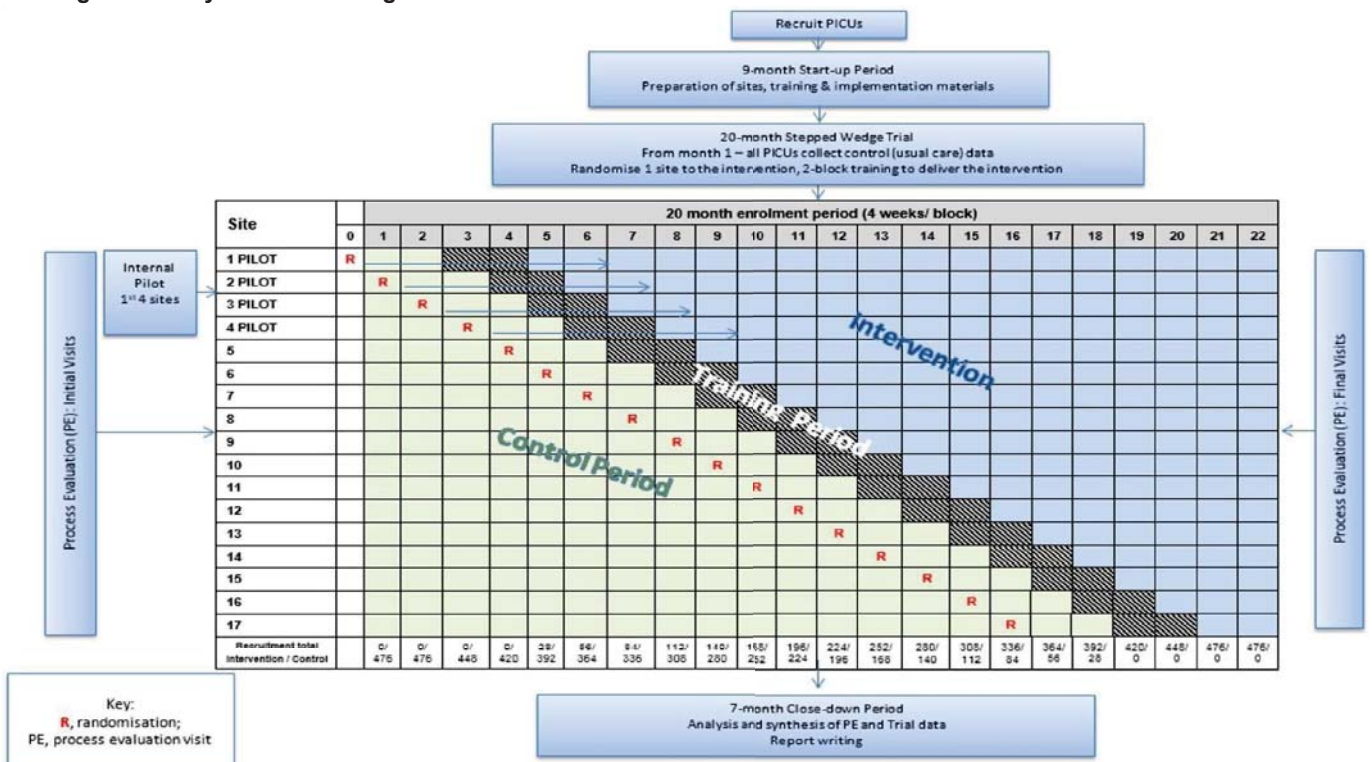 Recruit PICUs
9-month Start-up Period
Preparation of sites, training & implementation materials
20-month Stepped Wedge Trial
From month 1 – all PICUs collect control (usual care) data
Randomise 1 site to the intervention, 2-block training to deliver the intervention
Process Evaluation (PE): Initial Visits
Internal
Pilot
1st 4 sites
Site
20 month enrolment period (4 weeks/ block)
0 1 2 3 4 5 6 7 8 9 10 11 12 13 14 15 16 17 18 19 20 21 22
1 PILOT R
2 PILOT R
3 PILOT R
4 PILOT R
5 R
6 R
7 R
8 R
9 R
10 R
11 R
12 R
13 R
14 R
15 R
16 R
17 R
Control Period
Training Period
Intervention
Recruitment total
Intervention / Control
0/ 0/ 0/ 0/ 28/ 56/ 84/ 112/ 140/ 168/ 196/ 224/ 252/ 280/ 308/ 336/ 364/ 392/ 420/ 448/ 476/ 476/
476 476 448 420 392 364 336 308 280 252 224 196 168 140 112 84 56 28 0 0 0 0
Process Evaluation (PE): Final Visits
Key:
R, randomisation;
PE, process evaluation visit
7-month Close-down Period
Analysis and synthesis of PE and Trial data
Report writing